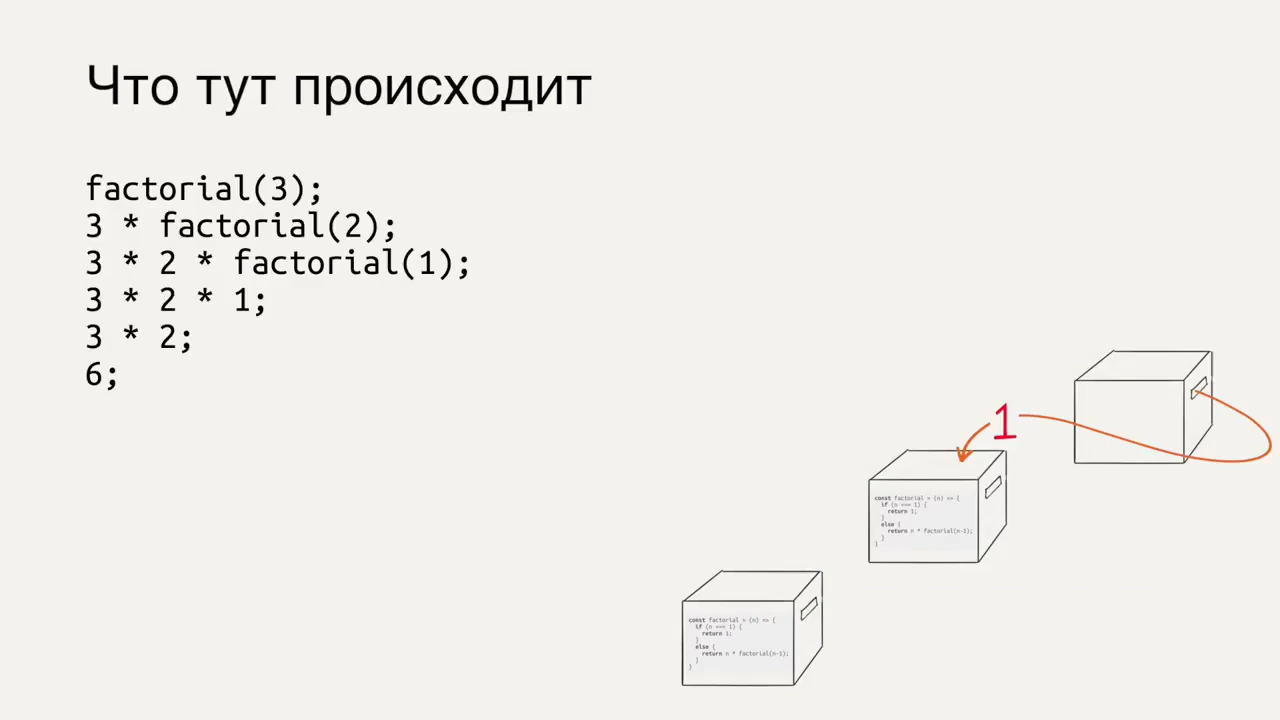 Что тут происходит
factorial(3);
3 * factorial(2);
3 * 2 * factorial(1);
3 * 2 * 1;
3 * 2;
6;
1
const factorial = (n) => {
if (n === 1) {
return 1;
}
else {
return n * factorial(n-1);
}
}
const factorial = (n) => {
if (n === 1) {
return 1;
}
else {
return n * factorial(n-1);
}
}